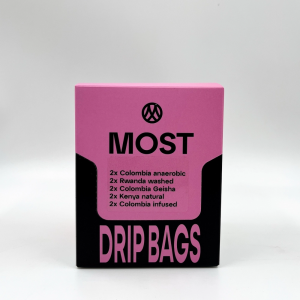 MOST
2x Colombia anaerobic
2x Rwanda washed
2x Colombia Geisha
2x Kenya natural
2x Colombia infused
DRIP BAGS